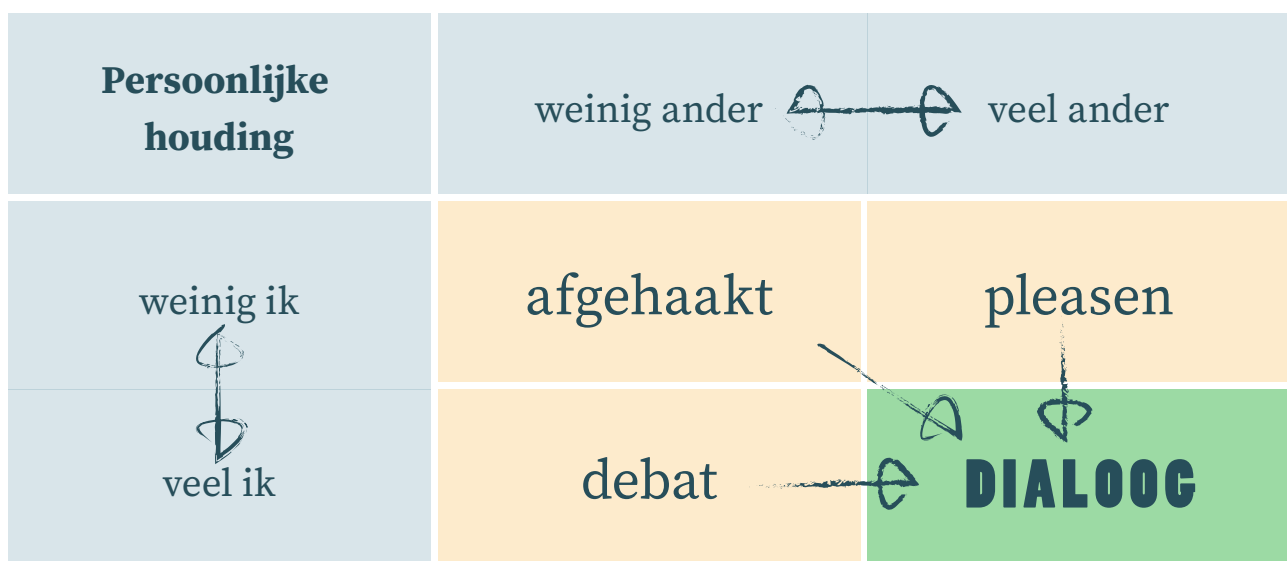 Persoonlijke
houding
weinig ander
veel ander
weinig ik
afgehaakt
pleasen
veel ik
debat
DIALOOG